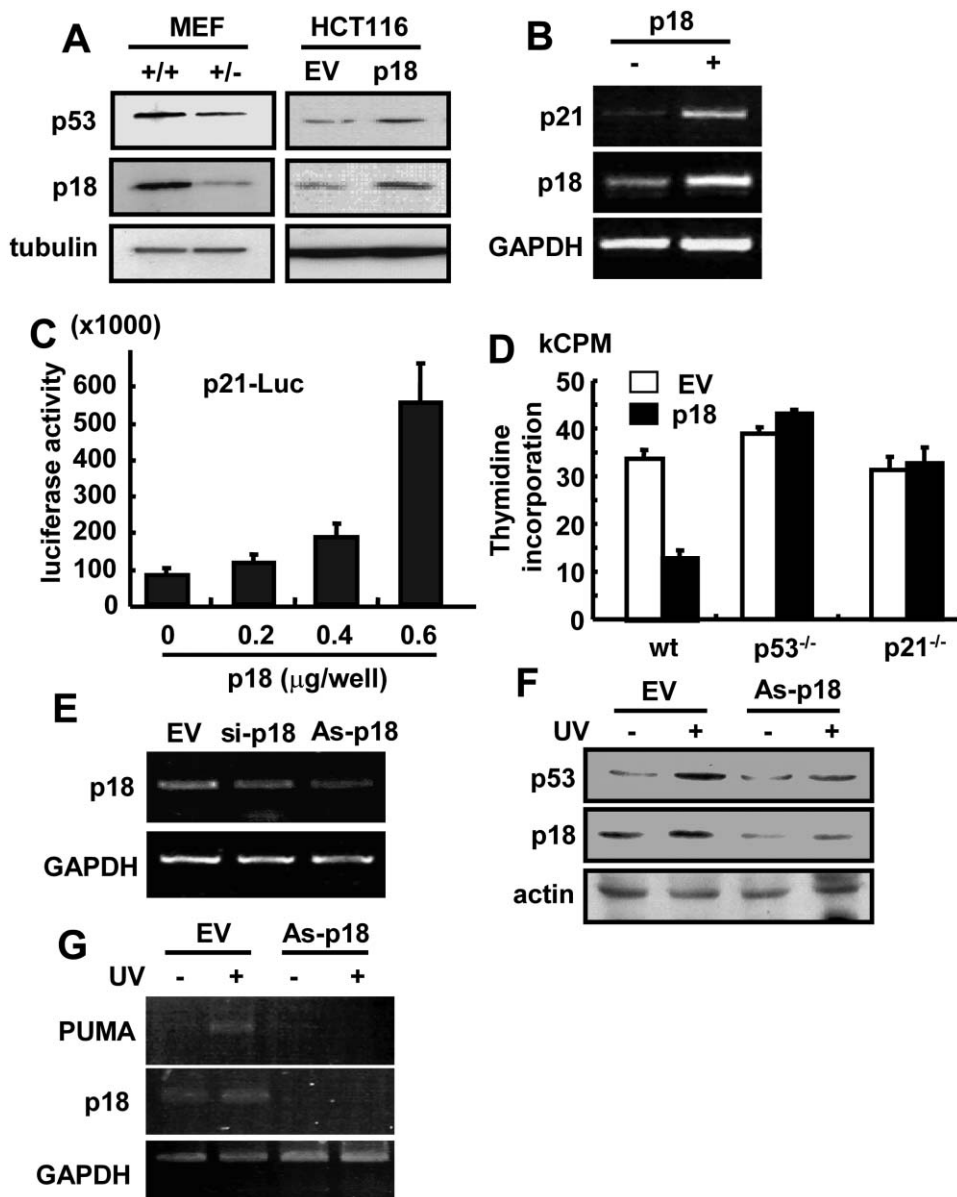 A
MEF HCT116
+/+ +/- EV p18
p53
p18
tubulin
B
p18
- +
p21
p18
GAPDH
C
(x1000)
luciferase activity
p21-Luc
600
500
400
300
200
100
0
0 0.2 0.4 0.6
p18 (μg/well)
D
kCPM
Thymidine
incorporation
EV
p18
50
40
30
20
10
0
wt p53-/- p21-/-
E
EV si-p18 As-p18
p18
GAPDH
F
EV As-p18
UV - + - +
p53
p18
actin
G
EV As-p18
UV - + - +
PUMA
p18
GAPDH